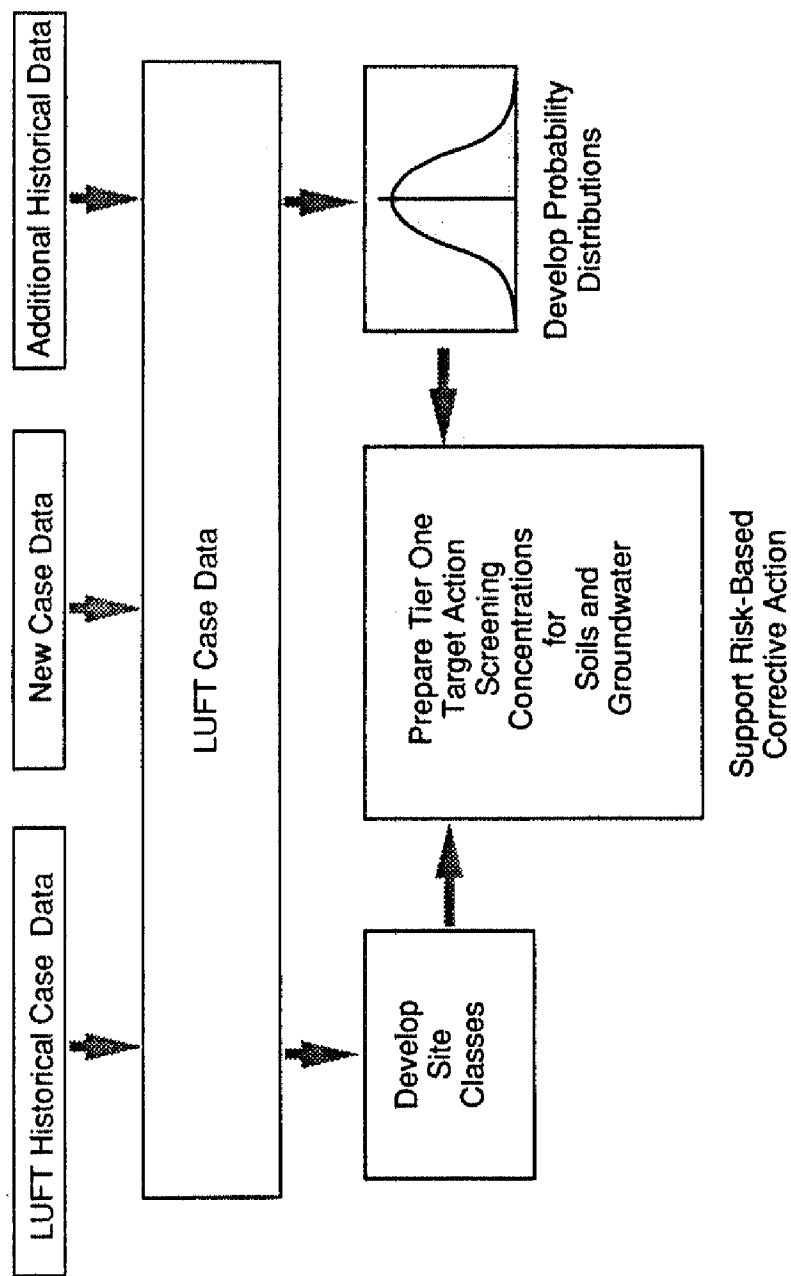 LUFT Historical Case Data
New Case Data
Additional Historical Data
LUFT Case Data
Develop
Site
Classes
Prepare Tier One
Target Action
Screening
Concentrations
for
Soils and
Groundwater
Support Risk-Based
Corrective Action
Develop Probability
Distributions